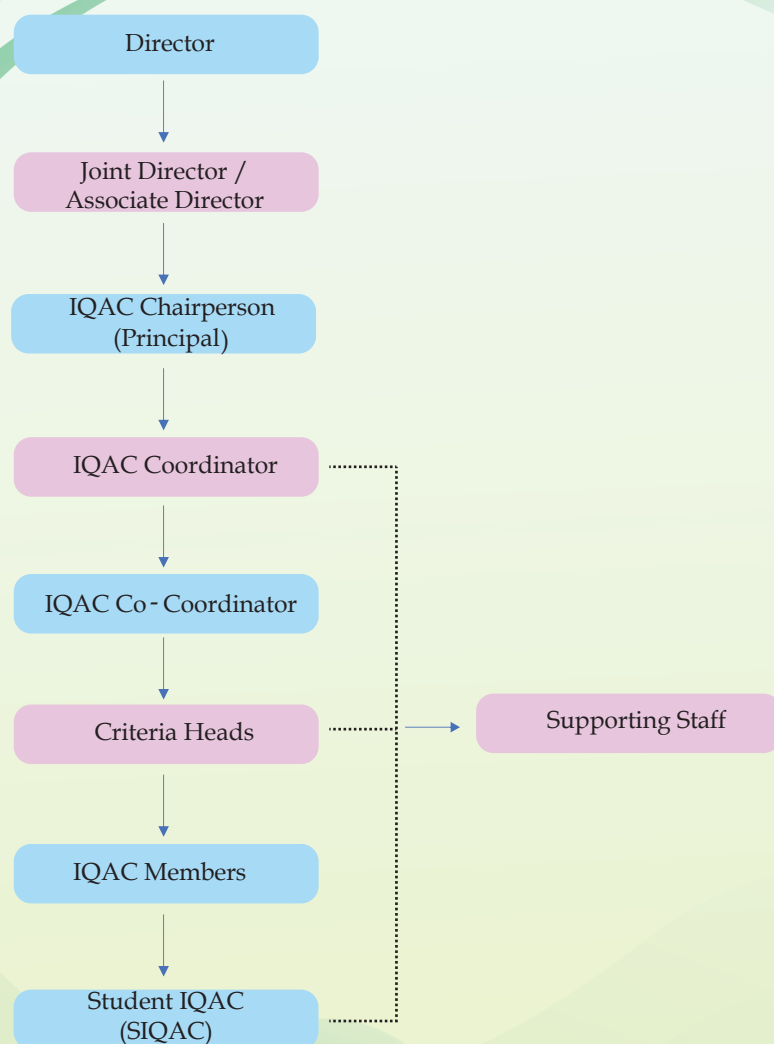 Director
Joint Director /
Associate Director
IQAC Chairperson
(Principal)
IQAC Coordinator
IQAC Co-Coordinator
Criteria Heads
Supporting Staff
IQAC Members
Student IQAC
(SIQAC)